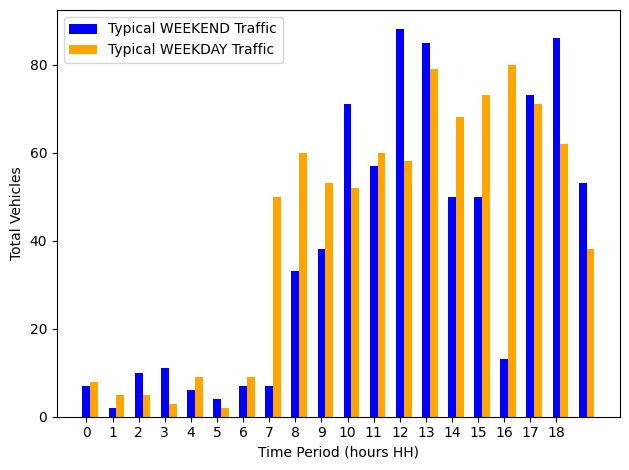 Typical WEEKEND Traffic
Typical WEEKDAY Traffic
Total Vehicles
80
60
40
20
0
0 1 2 3 4 5 6 7 8 9 10 11 12 13 14 15 16 17 18
Time Period (hours HH)